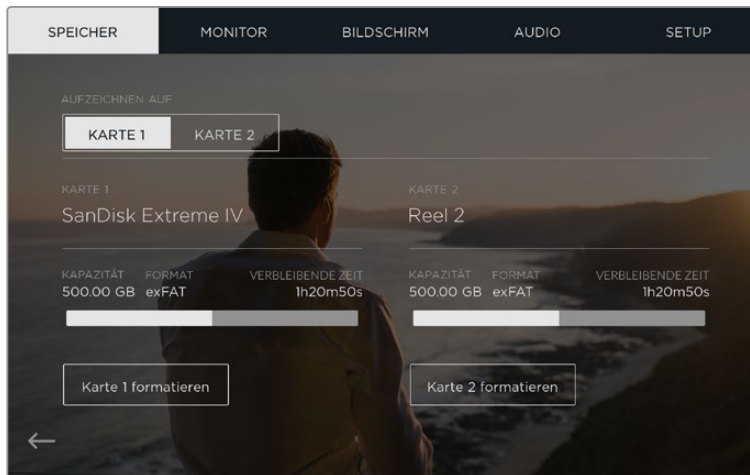 SPEICHER MONITOR BILDSCHIRM AUDIO SETUP
AUFZEICHNEN AUF
KARTE 1 KARTE 2
KARTE 1 KARTE 2
SanDisk Extreme IV Reel 2
KAPAZITÄT FORMAT VERBLEIBENDE ZEIT KAPAZITÄT FORMAT VERBLEIBENDE ZEIT
500.00 GB exFAT 1h20m50s 500.00 GB exFAT 1h20m50s
Karte 1 formatieren Karte 2 formatieren